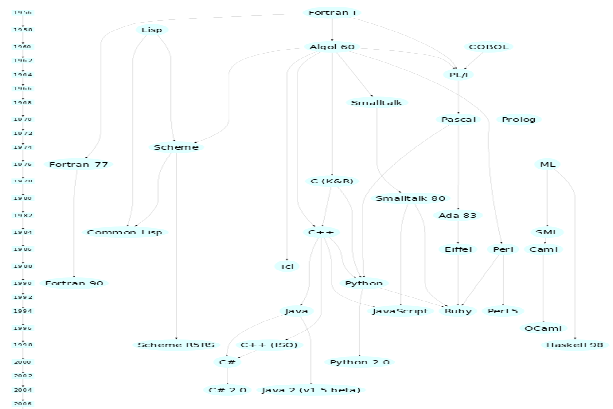 1956
Fortran I
Lisp
1960
Algol 60
COBOL
1962
1964
PL/I
1966
1968
Smalltalk
1970
Pascal
Prolog
1972
1974
Scheme
1976
Fortran 77
ML
1978
C (K&R)
1980
Smalltalk 80
1982
Ada 83
1984
Common Lisp
C++
SML
1986
Eiffel
Perl
Caml
1988
Tcl
1990
Fortran 90
Python
1992
1994
Java
JavaScript
Ruby
Perl 5
1996
OCaml
1998
Scheme R5RS
C++ (ISO)
Haskell 98
2000
C#
Python 2.0
2002
2004
C# 2.0
Java 2 (v1.5 beta)
2006